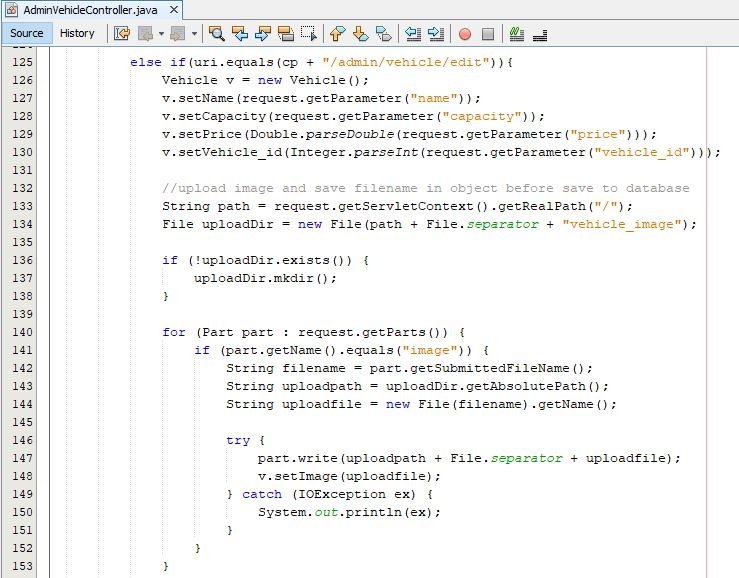 AdminVehicleController.java
Source History
125 else if(uri.equals(cp + "/admin/vehicle/edit")){
126 Vehicle v = new Vehicle();
127 v.setName(request.getParameter("name"));
128 v.setCapacity(request.getParameter("capacity"));
129 v.setPrice(Double.parseDouble(request.getParameter("price")));
130 v.setVehicle_id(Integer.parseInt(request.getParameter("vehicle_id")));
131
132 //upload image and save filename in object before save to database
133 String path = request.getServletContext().getRealPath("/");
134 File uploadDir = new File(path + File.separator + "vehicle_image");
135
136 if (!uploadDir.exists()) {
137 uploadDir.mkdir();
138 }
139
140 for (Part part : request.getParts()) {
141 if (part.getName().equals("image")) {
142 String filename = part.getSubmittedFileName();
143 String uploadpath = uploadDir.getAbsolutePath();
144 String uploadfile = new File(filename).getName();
145
146 try {
147 part.write(uploadpath + File.separator + uploadfile);
148 v.setImage(uploadfile);
149 } catch (IOException ex) {
150 System.out.println(ex);
151 }
152 }
153 }